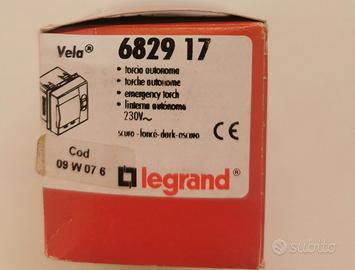 Vela® 6829 17
• torcia autonoma
• torche autonome
• emergency torch
• linterna autónoma
230V~
scuro-foncé-dark-oscuro CE
Cod
09 W 07 6
legrand®
subito